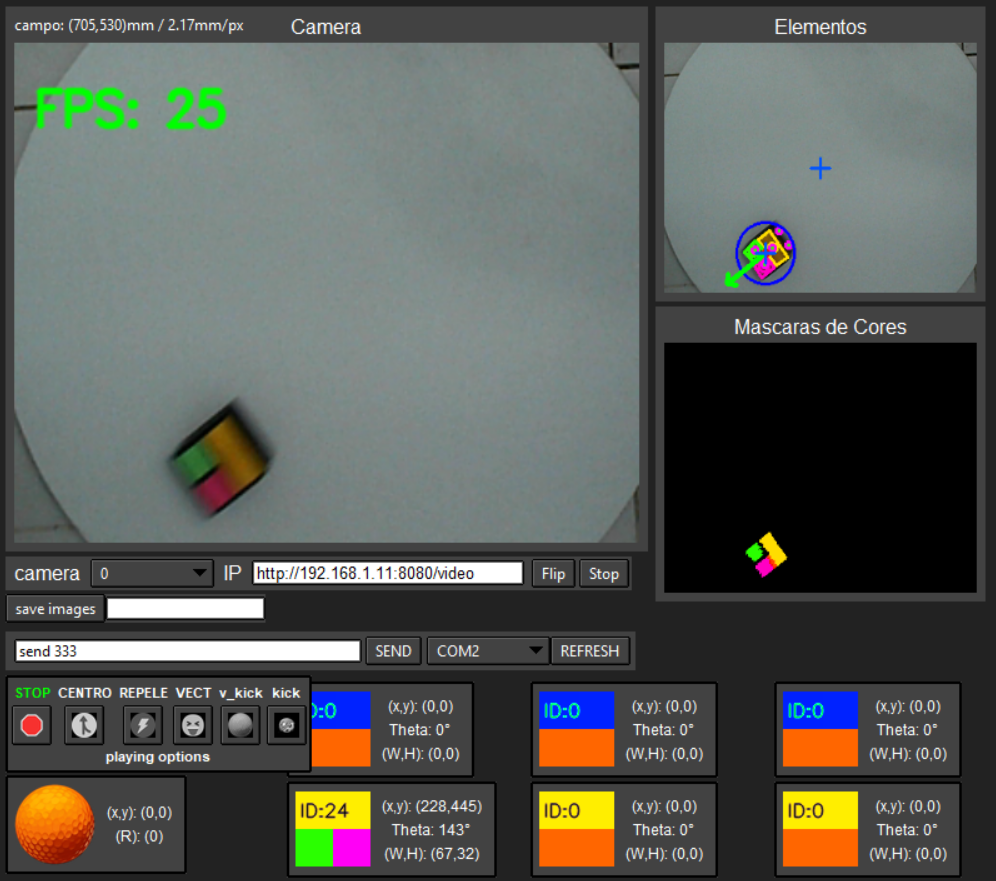 campo: (705,530)mm / 2.17mm/px
Camera
FPS: 25
Elementos
Mascaras de Cores
camera
0
IP
http://192.168.1.11:8080/video
Flip
Stop
save images
send 333
SEND
COM2
REFRESH
STOP CENTRO REPELE VECT v_kick kick
playing options
D:0
(x,y): (0,0)
Theta: 0°
(W,H): (0,0)
ID:0
(x,y): (0,0)
Theta: 0°
(W,H): (0,0)
ID:0
(x,y): (0,0)
Theta: 0°
(W,H): (0,0)
(x,y): (0,0)
(R): (0)
ID:24
(x,y): (228,445)
Theta: 143°
(W,H): (67,32)
ID:0
(x,y): (0,0)
Theta: 0°
(W,H): (0,0)
ID:0
(x,y): (0,0)
Theta: 0°
(W,H): (0,0)